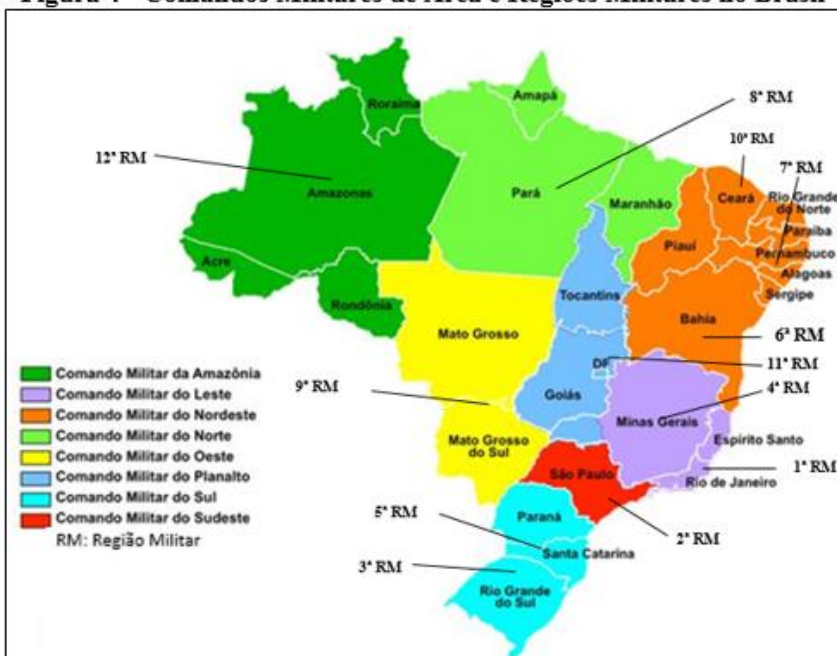 Figura 4 - Comandos Militares de Área e Regiões Militares no Brasil
Roraima
Amapá
8ª RM
12ª RM
10ª RM
7ª RM
Amazonas
Pará
Maranhão
Ceará
Rio Grande
do Norte
Paraíba
Piauí
Pernambuco
Alagoas
Sergipe
Acre
Rondônia
Tocantins
Mato Grosso
Bahia
6ª RM
DF
11ª RM
9ª RM
Goiás
4ª RM
Minas Gerais
Mato Grosso
do Sul
Espírito Santo
São Paulo
1ª RM
Rio de Janeiro
5ª RM
Paraná
2ª RM
Santa Catarina
3ª RM
Rio Grande
do Sul
Comando Militar da Amazônia
Comando Militar do Leste
Comando Militar do Nordeste
Comando Militar do Norte
Comando Militar do Oeste
Comando Militar do Planalto
Comando Militar do Sul
Comando Militar do Sudeste
RM: Região Militar